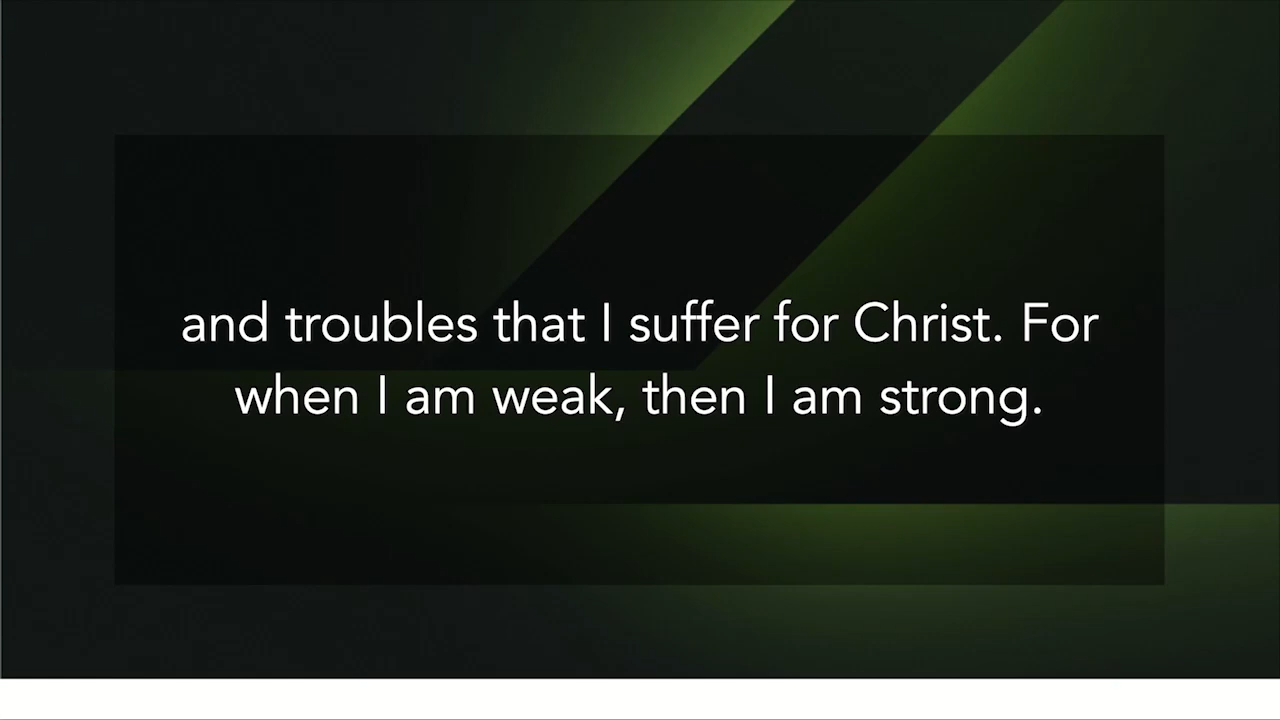 and troubles that I suffer for Christ. For
when I am weak, then I am strong.